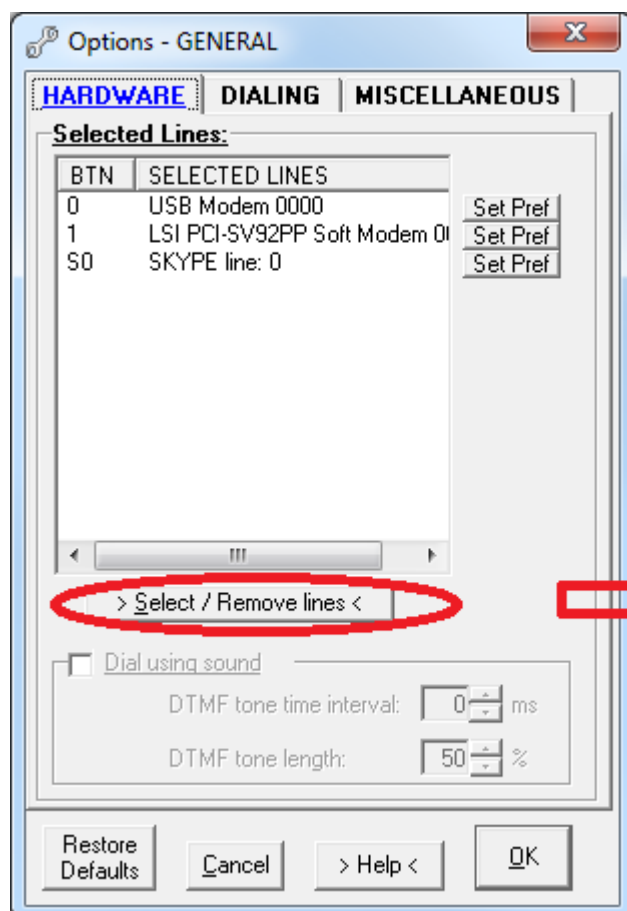 Options - GENERAL
HARDWARE DIALING MISCELLANEOUS
Selected Lines:
BTN SELECTED LINES
0 USB Modem 0000 Set Pref
1 LSI PCI-SV92PP Soft Modem Set Pref
S0 SKYPE line: 0 Set Pref
> Select / Remove lines <
Dial using sound
DTMF tone time interval: 0 ms
DTMF tone length: 50 %
Restore Defaults
Cancel
> Help <
OK